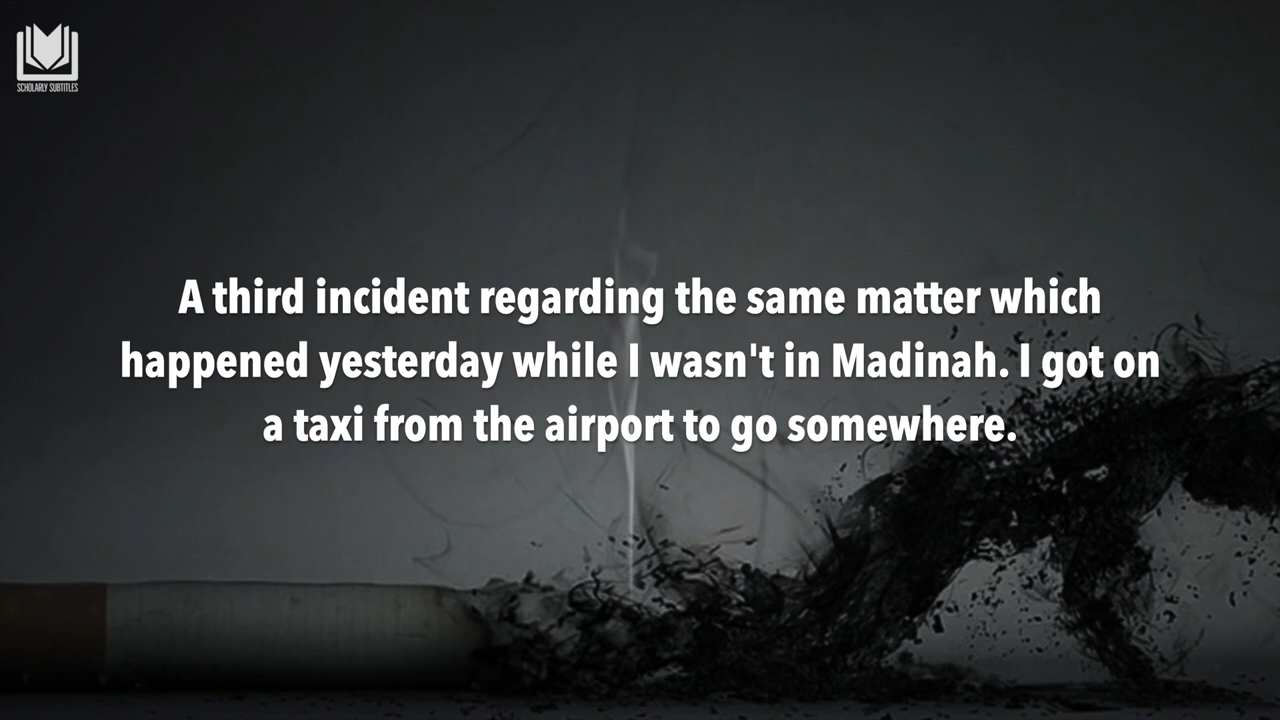 SCHOLARLY SUBTITLES
A third incident regarding the same matter which
happened yesterday while I wasn't in Madinah. I got on
a taxi from the airport to go somewhere.